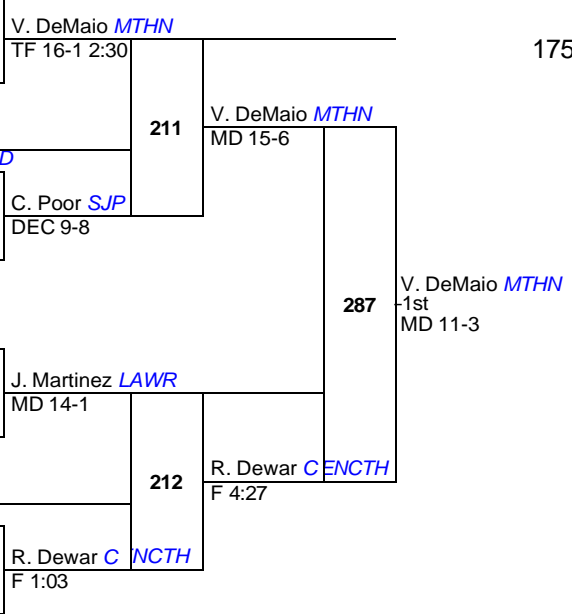 V. DeMaio MTHN
TF 16-1 2:30
175
211
V. DeMaio MTHN
MD 15-6
D
C. Poor SJP
DEC 9-8
287
V. DeMaio MTHN
1st
MD 11-3
J. Martinez LAWR
MD 14-1
212
R. Dewar CENCTH
F 4:27
R. Dewar C NCTH
F 1:03